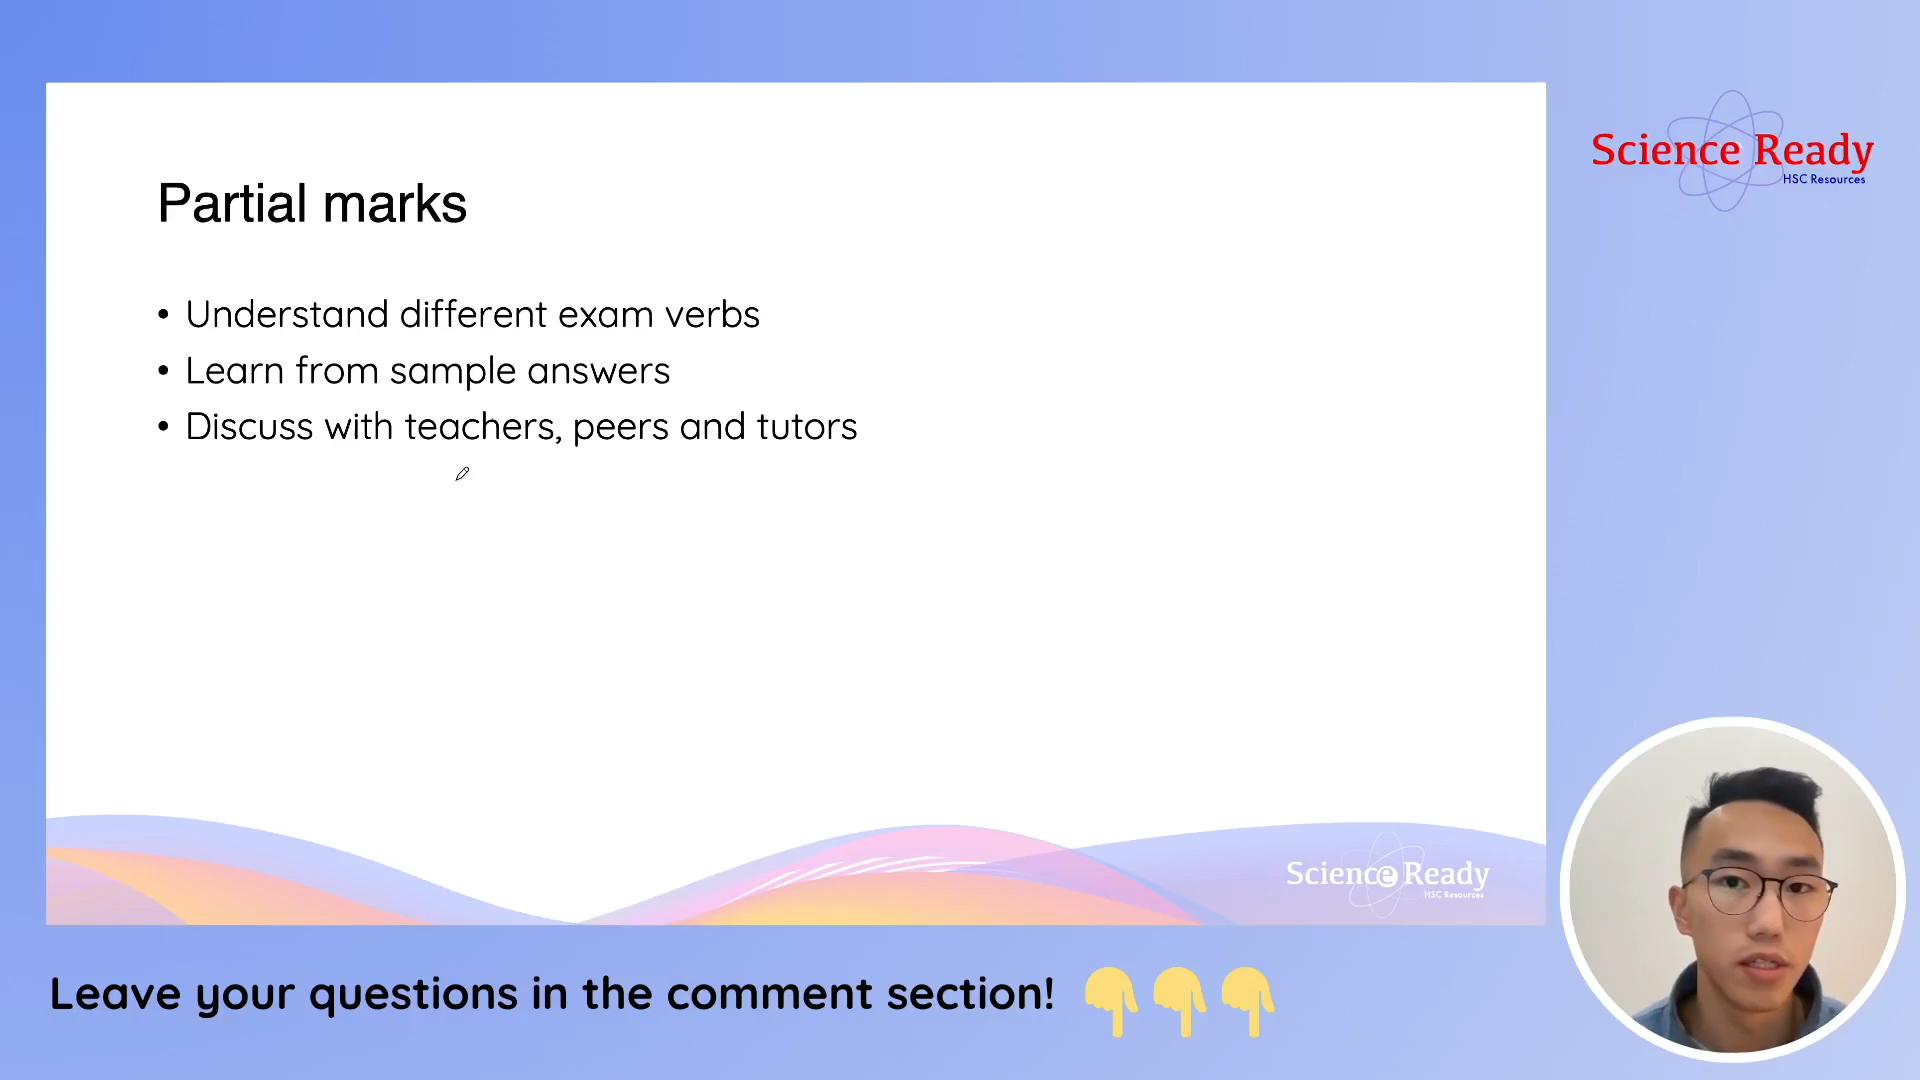 Science Ready
HSC Resources
Partial marks
• Understand different exam verbs
• Learn from sample answers
• Discuss with teachers, peers and tutors
Science Ready
HSC Resources
Leave your questions in the comment section!